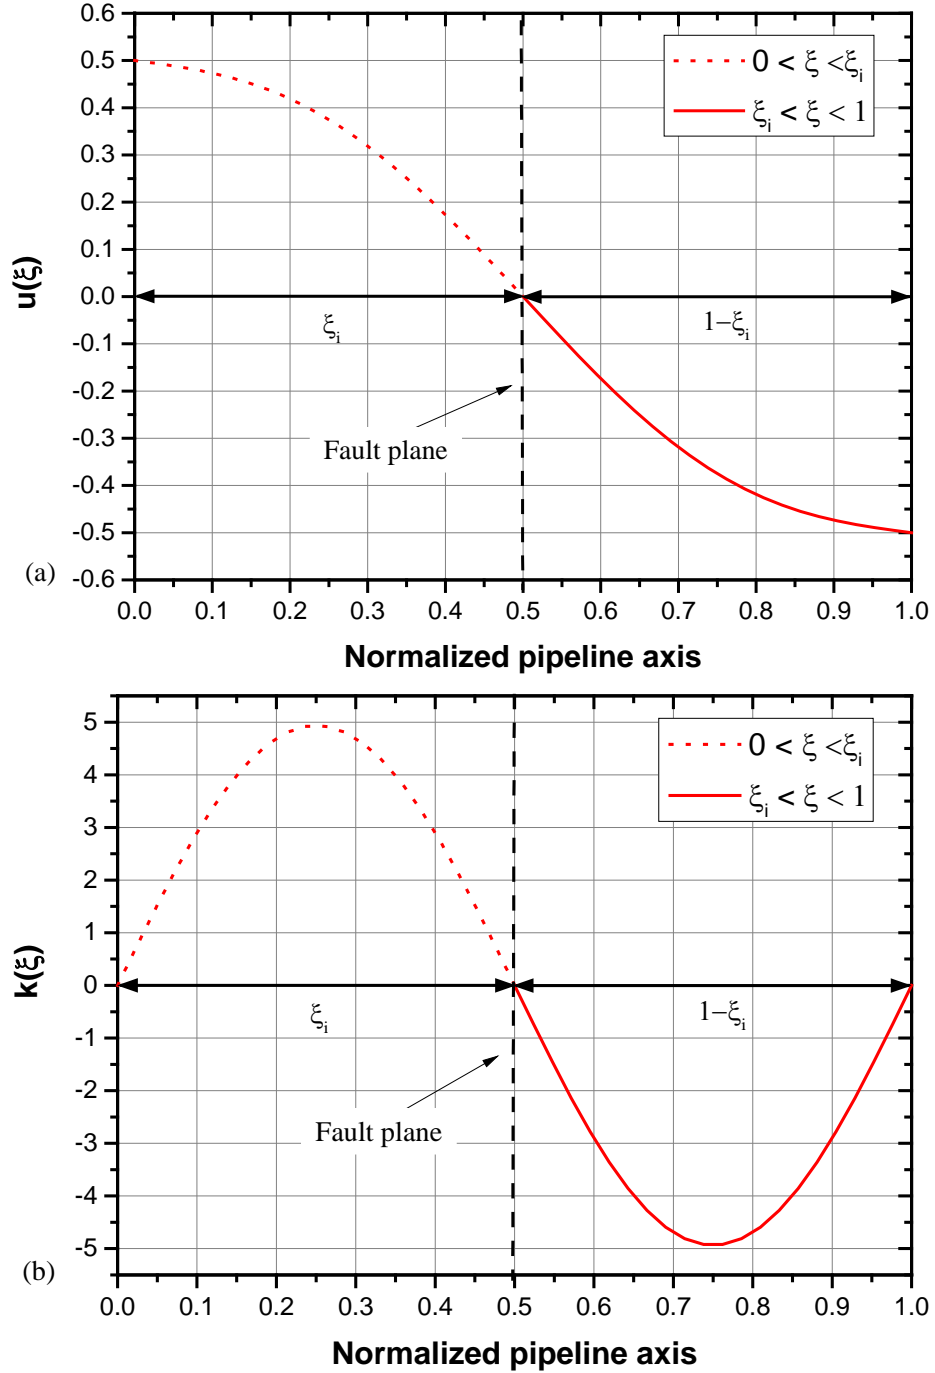 0.6
0.5
0.4
0.3
0.2
0.1
0.0
-0.1
-0.2
-0.3
-0.4
-0.5
-0.6
u(ξ)
0 < ξ <ξi
ξi < ξ < 1
ξi
1−ξi
Fault plane
(a)
0.0 0.1 0.2 0.3 0.4 0.5 0.6 0.7 0.8 0.9 1.0
Normalized pipeline axis
5
4
3
2
1
0
-1
-2
-3
-4
-5
k(ξ)
0 < ξ <ξi
ξi < ξ < 1
ξi
1−ξi
Fault plane
(b)
0.0 0.1 0.2 0.3 0.4 0.5 0.6 0.7 0.8 0.9 1.0
Normalized pipeline axis